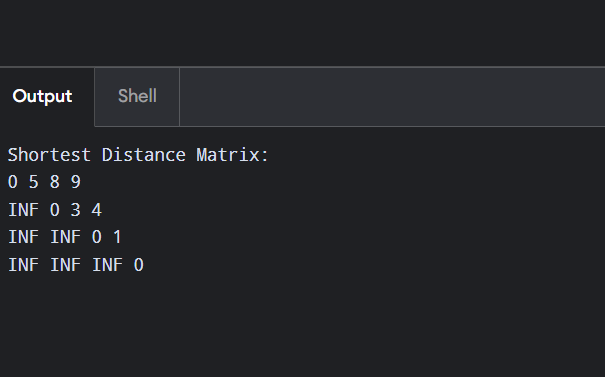 Output Shell
Shortest Distance Matrix:
0 5 8 9
INF 0 3 4
INF INF 0 1
INF INF INF 0